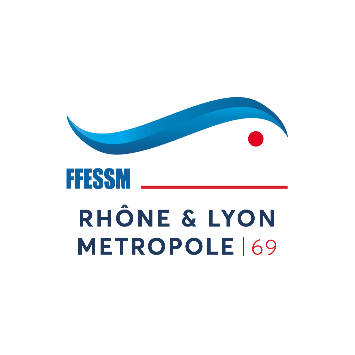 FFESSM
RHÔNE & LYON
METROPOLE | 69